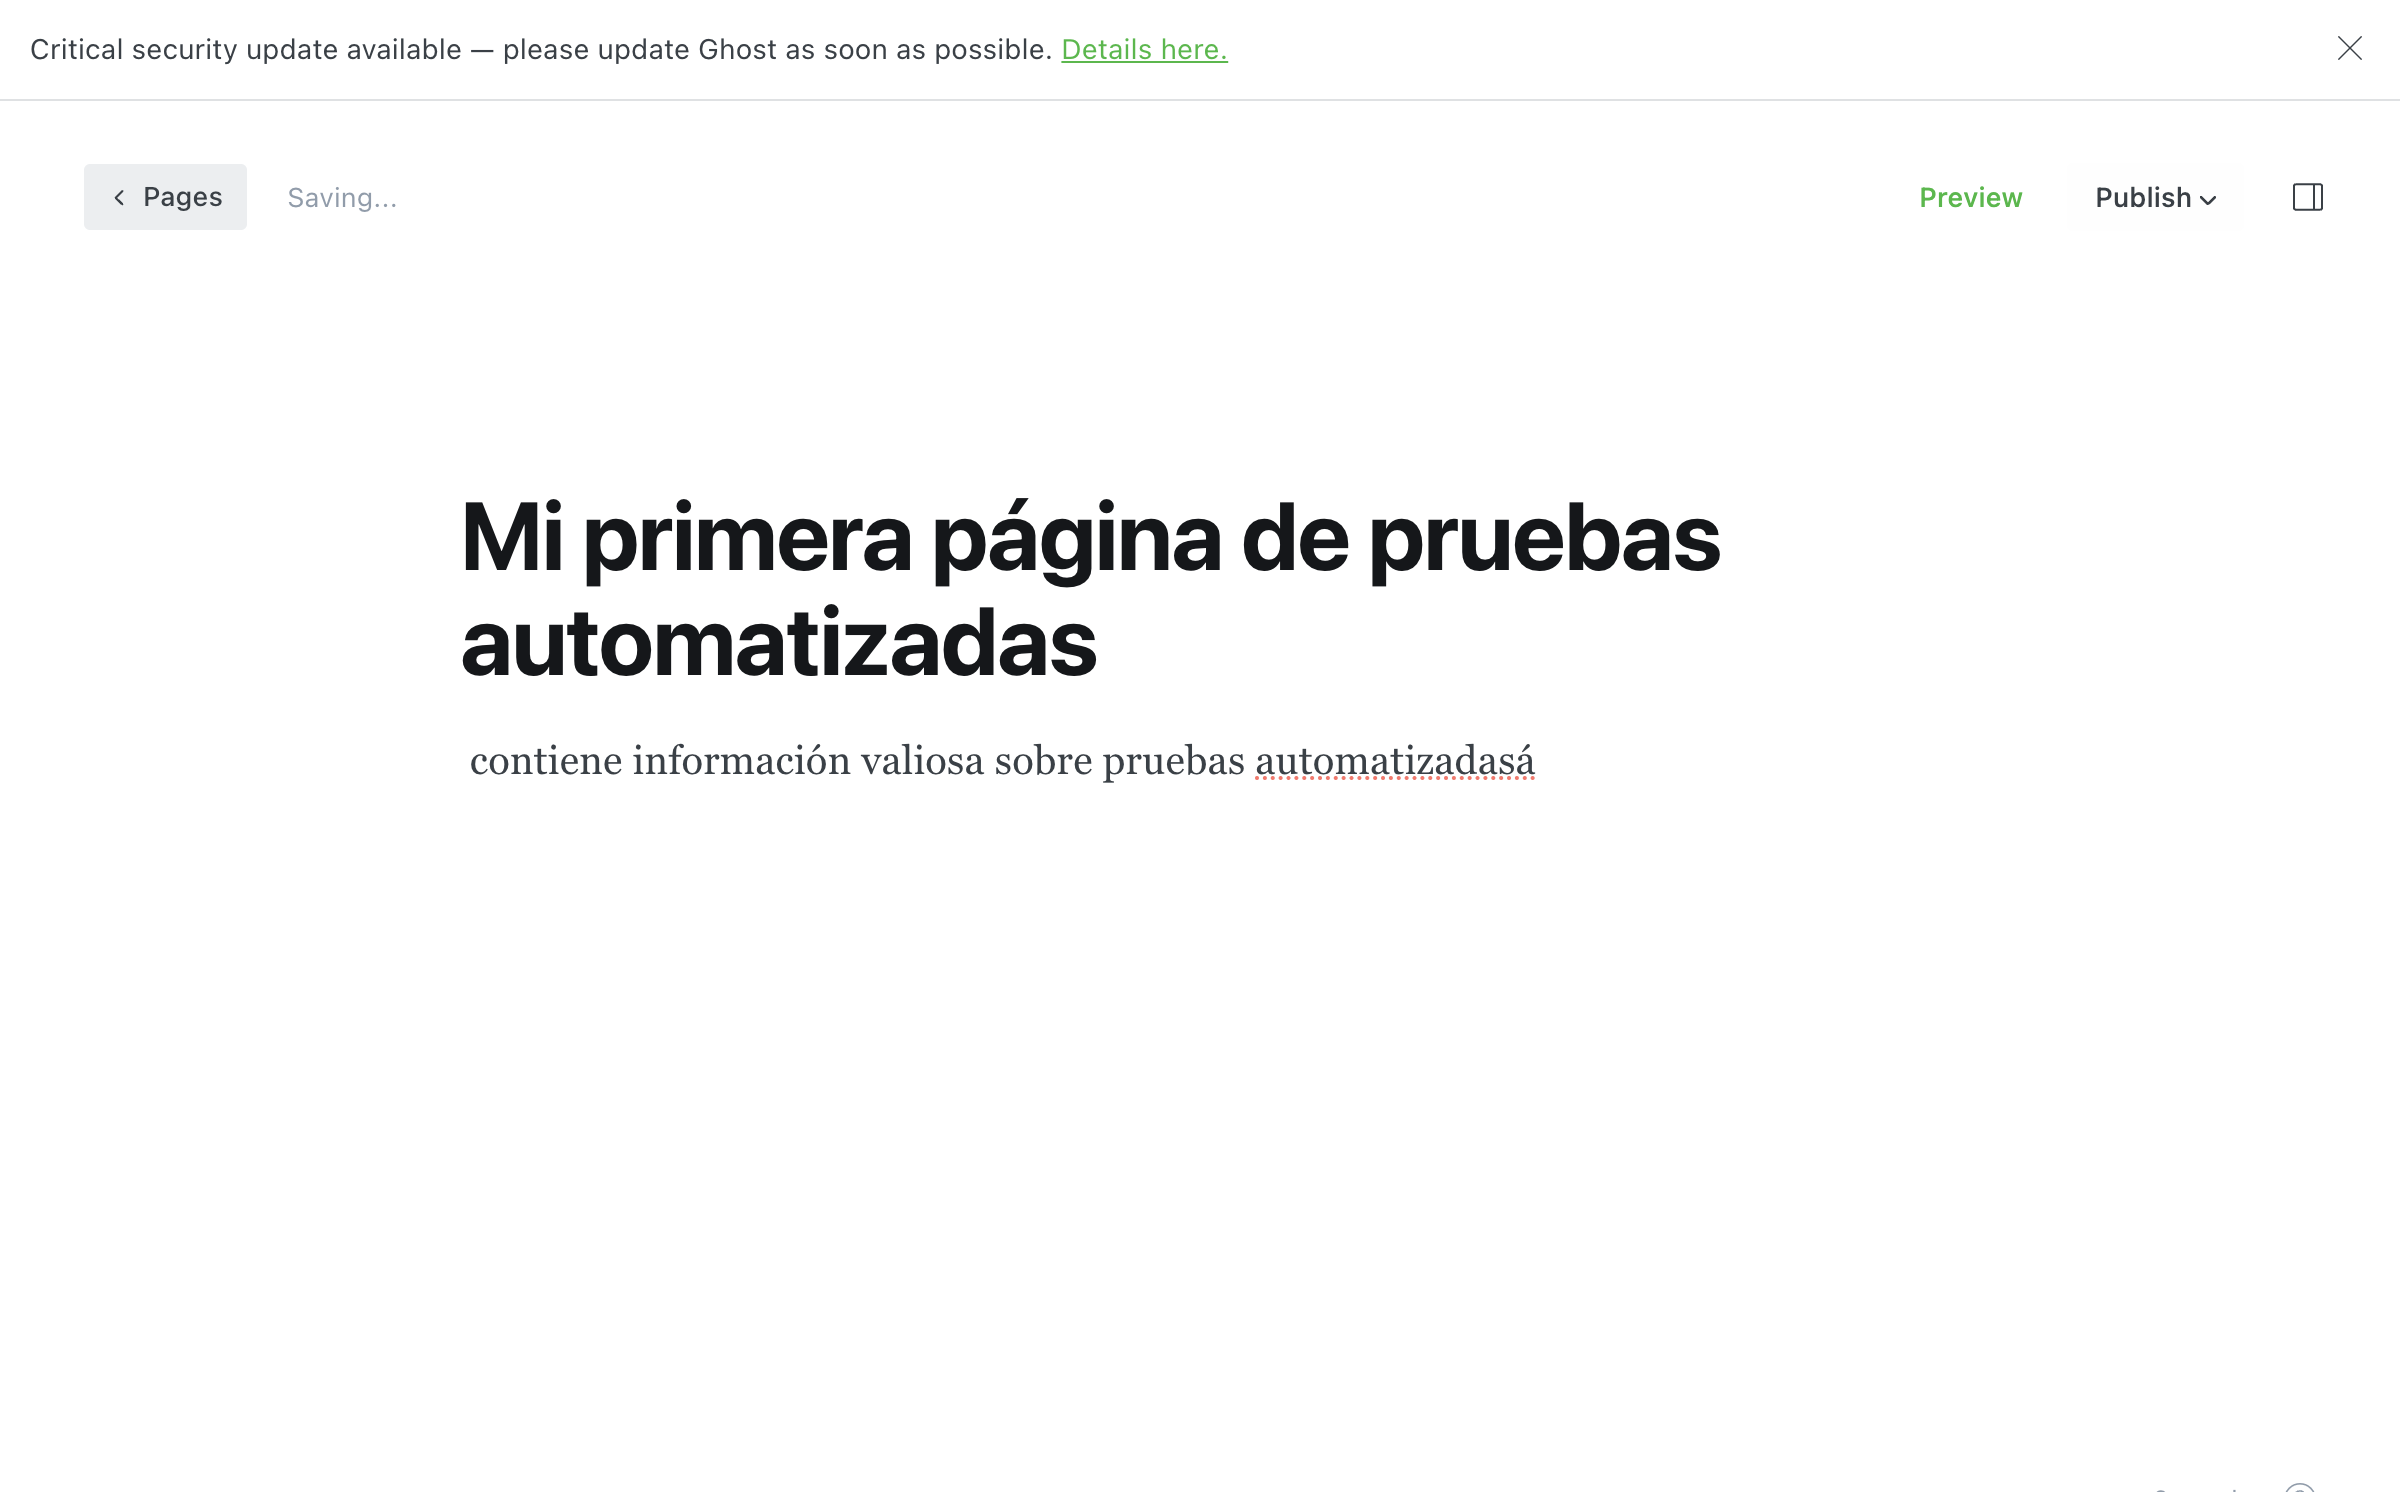 Critical security update available — please update Ghost as soon as possible. Details here.
Pages Saving... Preview Publish
Mi primera página de pruebas
automatizadas
contiene información valiosa sobre pruebas automatizadasá